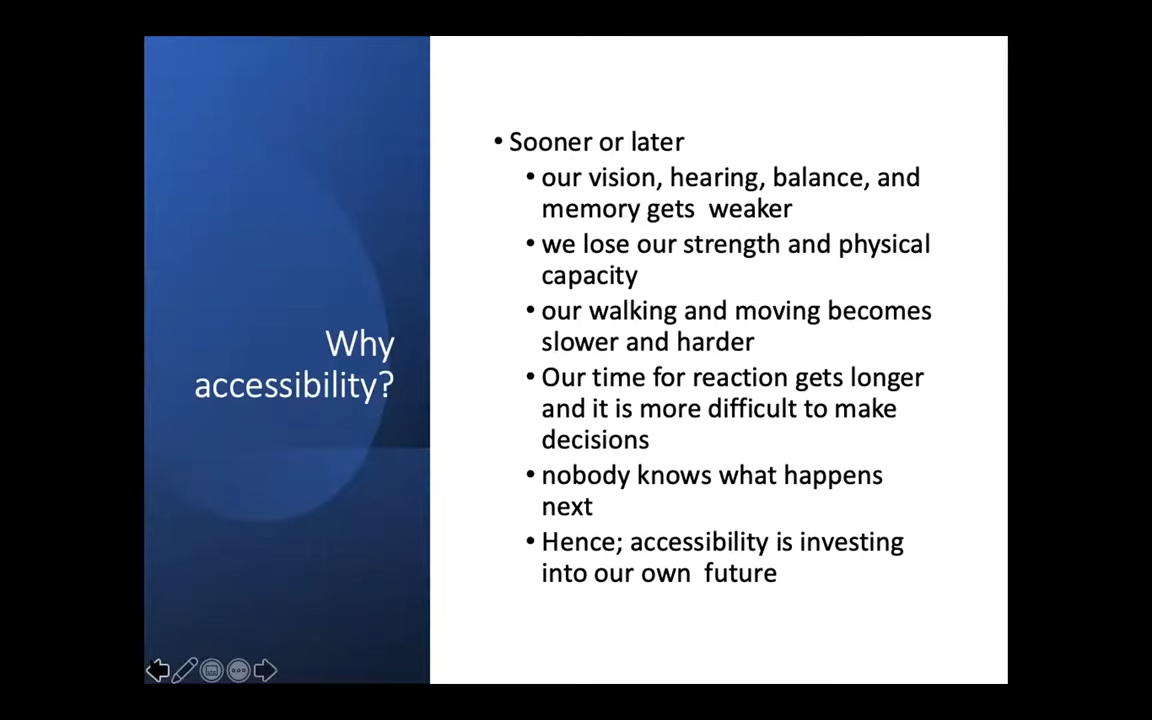 Why
accessibility?
• Sooner or later
• our vision, hearing, balance, and
memory gets  weaker
• we lose our strength and physical
capacity
• our walking and moving becomes
slower and harder
• Our time for reaction gets longer
and it is more difficult to make
decisions
• nobody knows what happens
next
• Hence; accessibility is investing
into our own  future